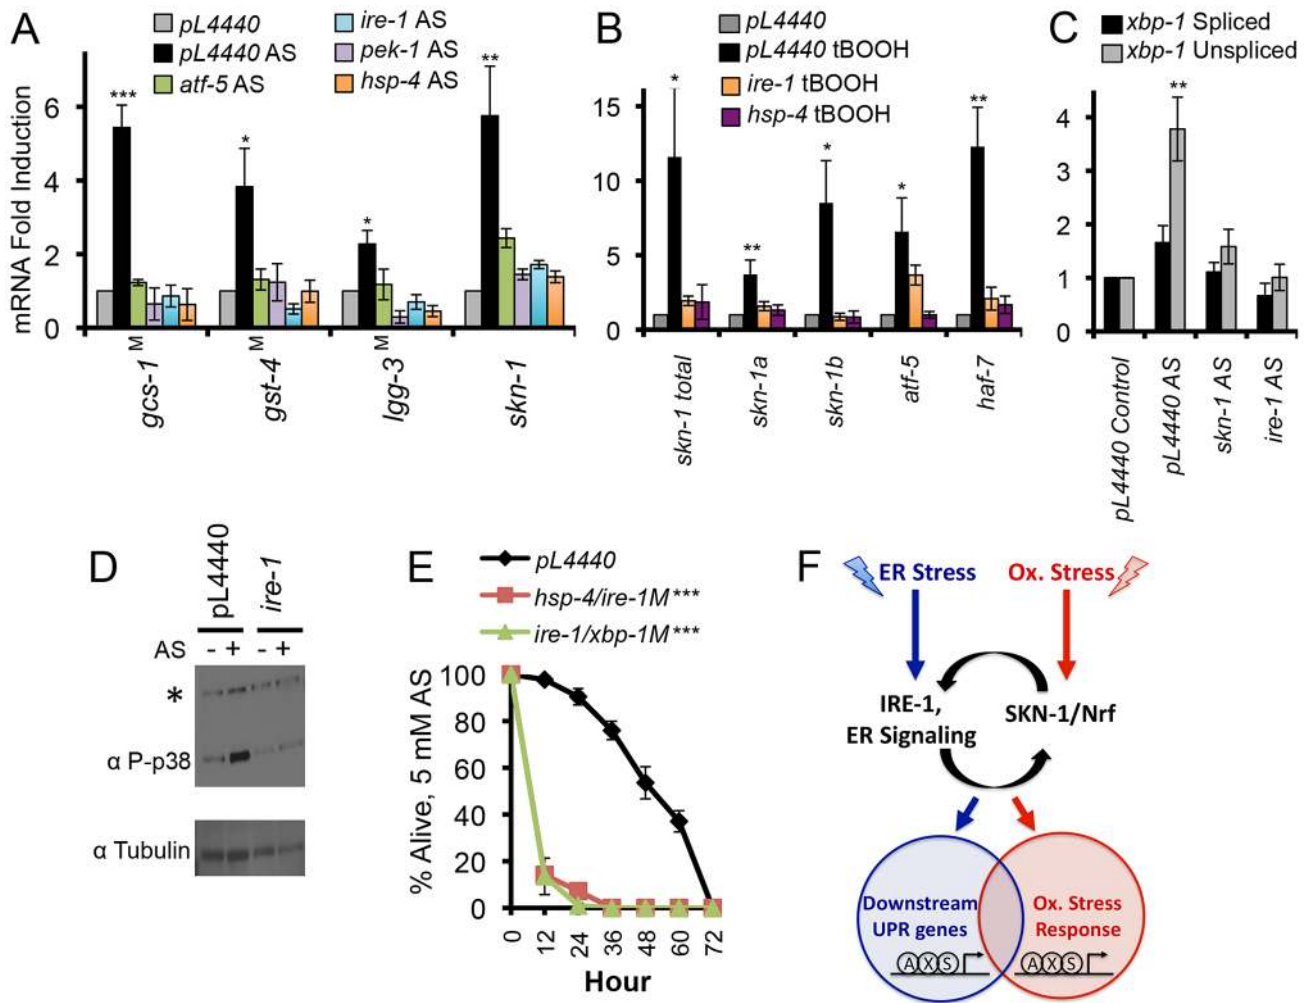 A
pL4440
pL4440 AS
atf-5 AS
ire-1 AS
pek-1 AS
hsp-4 AS
mRNA Fold Induction
6
4
2
0
***
*
*
**
gcs-1 M
gst-4 M
lgg-3 M
skn-1
B
pL4440
pL4440 tBOOH
ire-1 tBOOH
hsp-4 tBOOH
15
10
5
0
*
**
*
*
**
skn-1 total
skn-1a
skn-1b
atf-5
haf-7
C
xbp-1 Spliced
xbp-1 Unspliced
4
3
2
1
0
**
pL4440 Control
pL4440 AS
skn-1 AS
ire-1 AS
D
pL4440
ire-1
AS - + - +
*
α P-p38
α Tubulin
E
pL4440
hsp-4/ire-1M***
ire-1/xbp-1M***
% Alive, 5 mM AS
100
80
60
40
20
0
0 12 24 36 48 60 72
Hour
F
ER Stress
Ox. Stress
IRE-1,
ER Signaling
SKN-1/Nrf
Downstream
UPR genes
A X S
Ox. Stress
Response
A X S